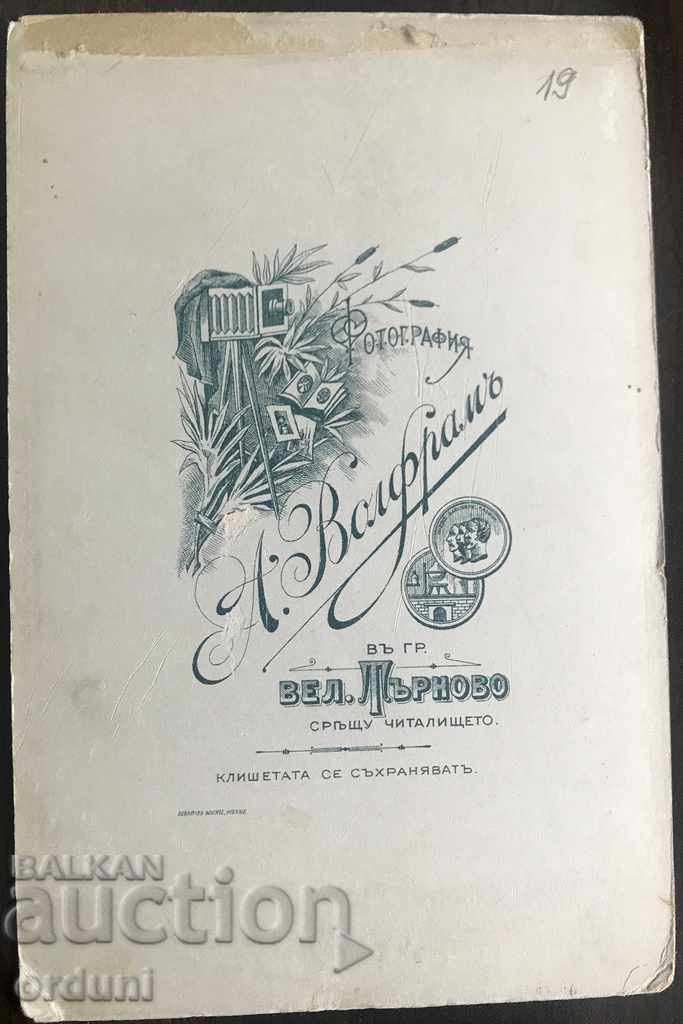 19
Фотография
А. Волфрамъ
ВЪ ГР.
ВЕЛ. ТЪРНОВО
СРѢЩУ ЧИТАЛИЩЕТО.
КЛИШЕТАТА СЕ СЪХРАНЯВАТЪ.
BALKAN
auction
orduni